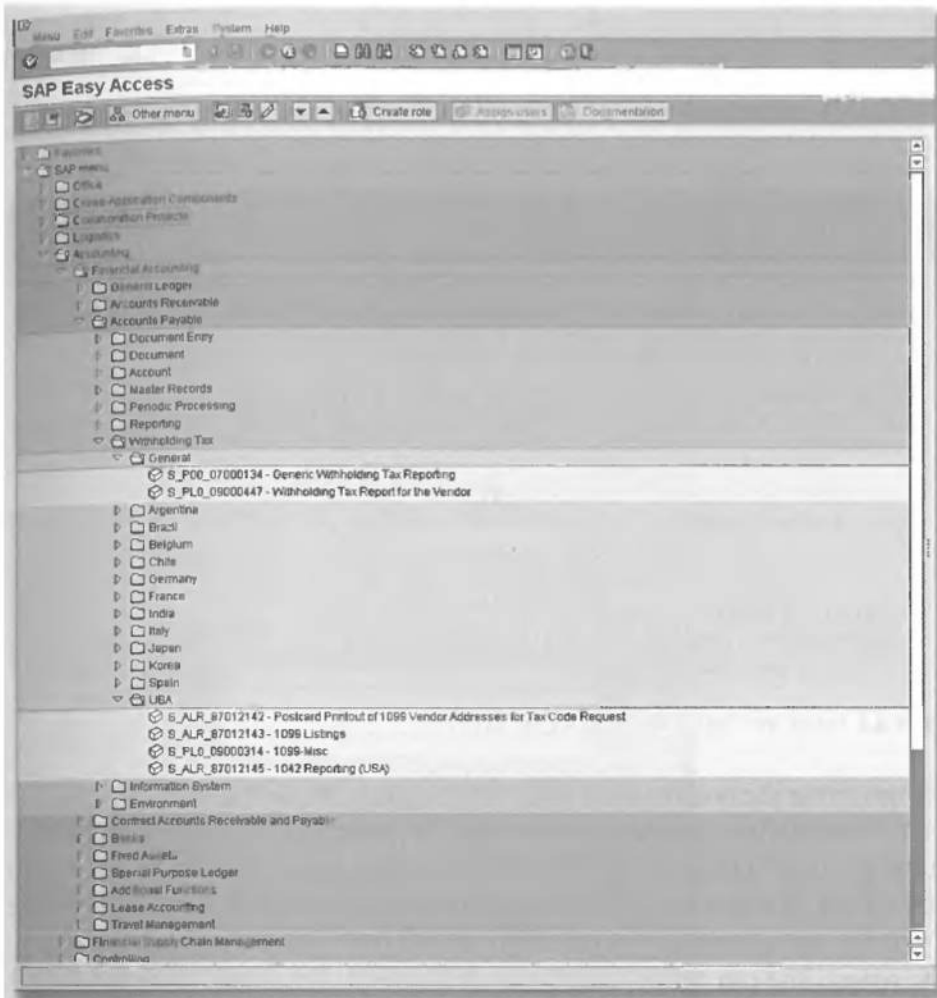 Menu Edit Favorites Extras System Help
SAP Easy Access
Other menu Create role Assign users Documentation
Favorites
SAP menu
Office
Cross-Application Components
Collaboration Projects
Logistics
Accounting
Financial Accounting
General Ledger
Accounts Receivable
Accounts Payable
Document Entry
Document
Account
Master Records
Periodic Processing
Reporting
Withholding Tax
General
S_P00_07000134 - Generic Withholding Tax Reporting
S_PL0_09000447 - Withholding Tax Report for the Vendor
Argentina
Brazil
Belgium
Chile
Germany
France
India
Italy
Japan
Korea
Spain
USA
S_ALR_87012142 - Postcard Printout of 1099 Vendor Addresses for Tax Code Request
S_ALR_87012143 - 1099 Listings
S_PL0_09000314 - 1099-Misc
S_ALR_87012145 - 1042 Reporting (USA)
Information System
Environment
Contract Accounts Receivable and Payable
Banks
Fixed Assets
Special Purpose Ledger
Additional Functions
Lease Accounting
Travel Management
Financial Supply Chain Management
Controlling